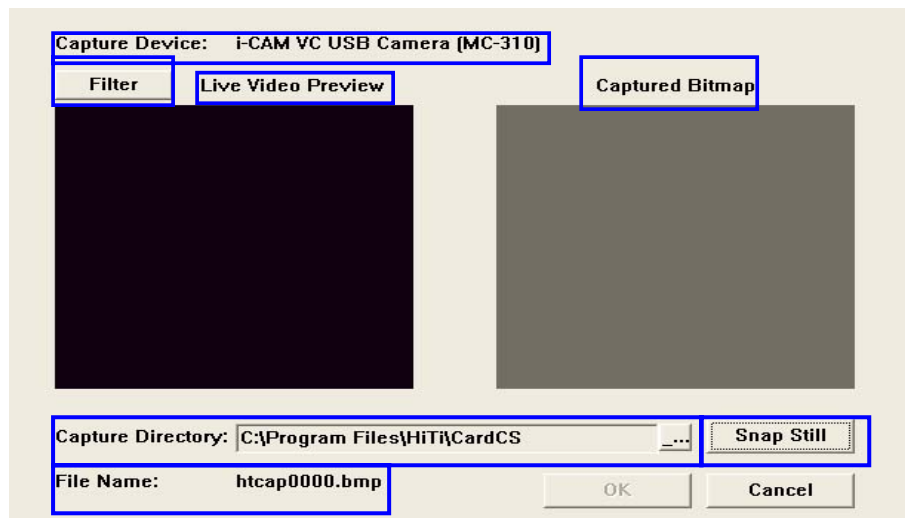 Capture Device: i-CAM VC USB Camera (MC-310)
Filter Live Video Preview Captured Bitmap
Capture Directory: C:\Program Files\HiTi\CardCS _... Snap Still
File Name: htcap0000.bmp OK Cancel